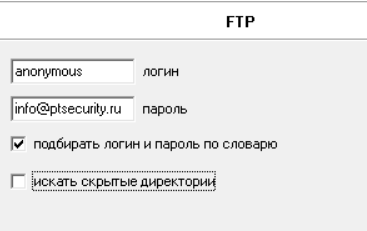 FTP
anonymous логин
info@ptsecurity.ru пароль
подбирать логин и пароль по словарю
искать скрытые директории